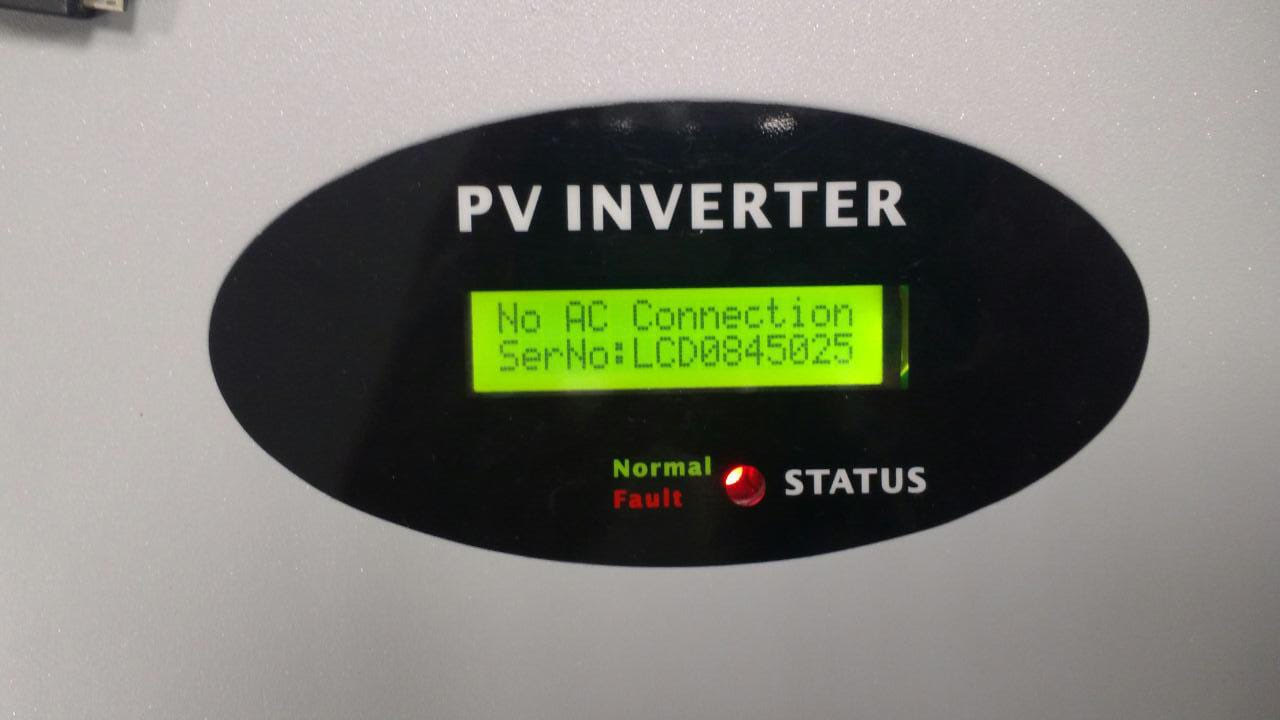 PV INVERTER
No AC Connection
SerNo:LCD0845025
Normal
Fault
STATUS